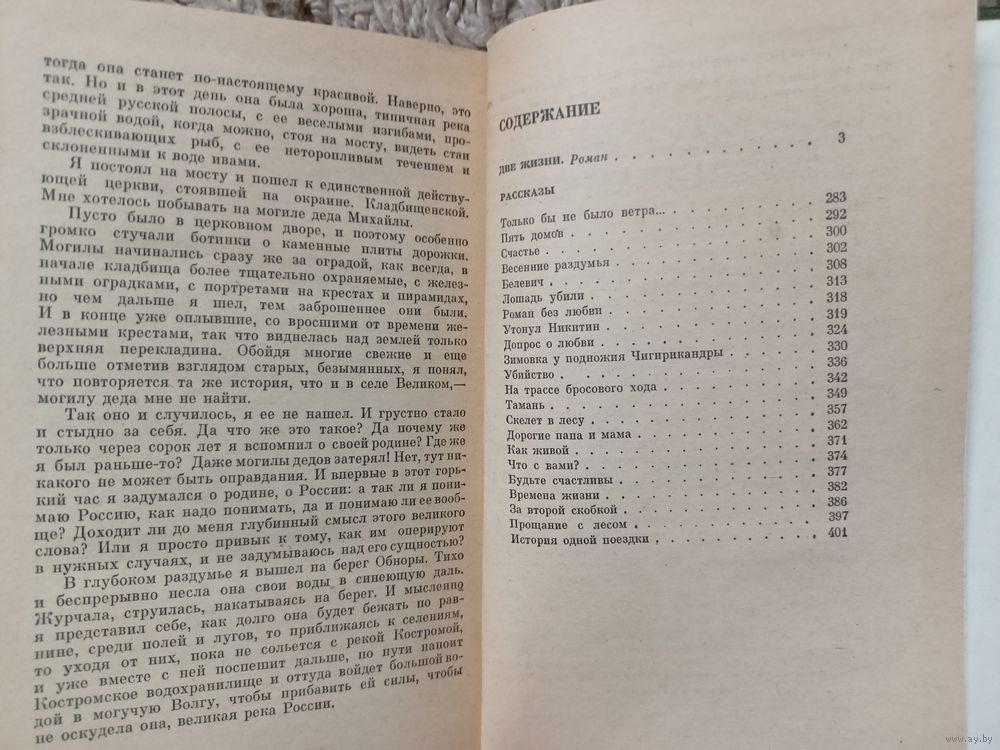 тогда она станет по-настоящему красивой. Наверно, это
так. Но и в этот день она была хороша, типичная река
средней русской полосы, с ее веселыми изгибами, про-
зрачной водой, когда можно, стоя на мосту, видеть стаи
взблескивающих рыб, с ее неторопливым течением и
склоненными к воде ивами.
Я постоял на мосту и пошел к единственной действу-
ющей церкви, стоявшей на окраине. Кладбищенской.
Мне хотелось побывать на могиле деда Михайлы.
Пусто было в церковном дворе, и поэтому особенно
громко стучали ботинки о каменные плиты дорожки.
Могилы начинались сразу же за оградой, как всегда, в
начале кладбища более тщательно охраняемые, с желез-
ными оградками, с портретами на крестах и пирамидах,
но чем дальше я шел, тем заброшеннее они были.
И в конце уже оплывшие, со вросшими от времени же-
лезными крестами, так что виднелась над землей только
верхняя перекладина. Обойдя многие свежие и еще
больше отметив взглядом старых, безымянных, я понял,
что повторяется та же история, что и в селе Великом,—
могилу деда мне не найти.
Так оно и случилось, я ее не нашел. И грустно стало
и стыдно за себя. Да что же это такое? Да почему же
только через сорок лет я вспомнил о своей родине? Где же
я был раньше-то? Даже могилы дедов затерял! Нет, тут ни-
какого не может быть оправдания. И впервые в этот горь-
кий час я задумался о родине, о России: а так ли я пони-
маю Россию, как надо понимать, да и понимаю ли ее вооб-
ще? Доходит ли до меня глубинный смысл этого великого
слова? Или я просто привык к тому, как им оперируют
в нужных случаях, и не задумываюсь над его сущностью?
В глубоком раздумье я вышел на берег Обноры. Тихо
и беспрерывно несла она свои воды в синеющую даль.
Журчала, струилась, накатываясь на берег. И мысленно
я представил себе, как долго она будет бежать по рав-
нине, среди полей и лугов, то приближаясь к селениям,
то уходя от них, пока не сольется с рекой Костромой,
и уже вместе с ней поспешит дальше, по пути напоит
Костромское водохранилище и оттуда войдет большой во-
дой в могучую Волгу, чтобы прибавить ей силы, чтобы
не оскудела она, великая река России.
СОДЕРЖАНИЕ
ДВЕ ЖИЗНИ. Роман . . . . . . . . . . . 3
РАССКАЗЫ
Только бы не было ветра... . . . . . . . . . 283
Пять домов . . . . . . . . . . . . . 292
Счастье . . . . . . . . . . . . . . 300
Весенние раздумья . . . . . . . . . . . 302
Белевич . . . . . . . . . . . . . . 308
Лошадь убили . . . . . . . . . . . . 313
Роман без любви . . . . . . . . . . . 318
Утонул Никитин . . . . . . . . . . . 319
Допрос о любви . . . . . . . . . . . 324
Зимовка у подножия Чигирикандры . . . . . . 330
Убийство . . . . . . . . . . . . . 336
На трассе бросового хода . . . . . . . . 342
Тамань . . . . . . . . . . . . . . 349
Скелет в лесу . . . . . . . . . . . . 357
Дорогие папа и мама . . . . . . . . . . 362
Как живой . . . . . . . . . . . . . 371
Что с вами? . . . . . . . . . . . . 374
Будьте счастливы . . . . . . . . . . . 377
Времена жизни . . . . . . . . . . . . 382
За второй скобкой . . . . . . . . . . . 386
Прощание с лесом . . . . . . . . . . . 397
История одной поездки . . . . . . . . . 401
www.ay.by